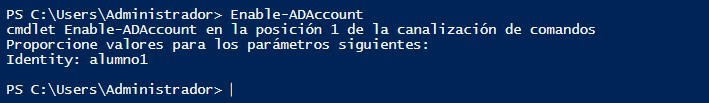 PS C:\Users\Administrador> Enable-ADAccount
cmdlet Enable-ADAccount en la posición 1 de la canalización de comandos
Proporcione valores para los parámetros siguientes:
Identity: alumno1
PS C:\Users\Administrador>